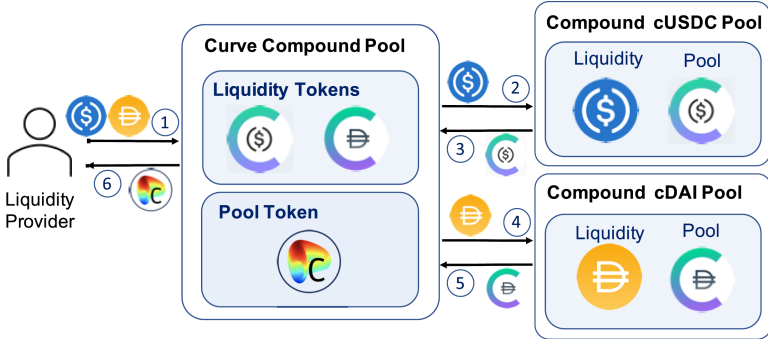 Curve Compound Pool
Liquidity Tokens
Pool Token
C
Liquidity
Provider
1
6
2
3
4
5
Compound cUSDC Pool
Liquidity
Pool
$
$
Compound cDAI Pool
Liquidity
Pool